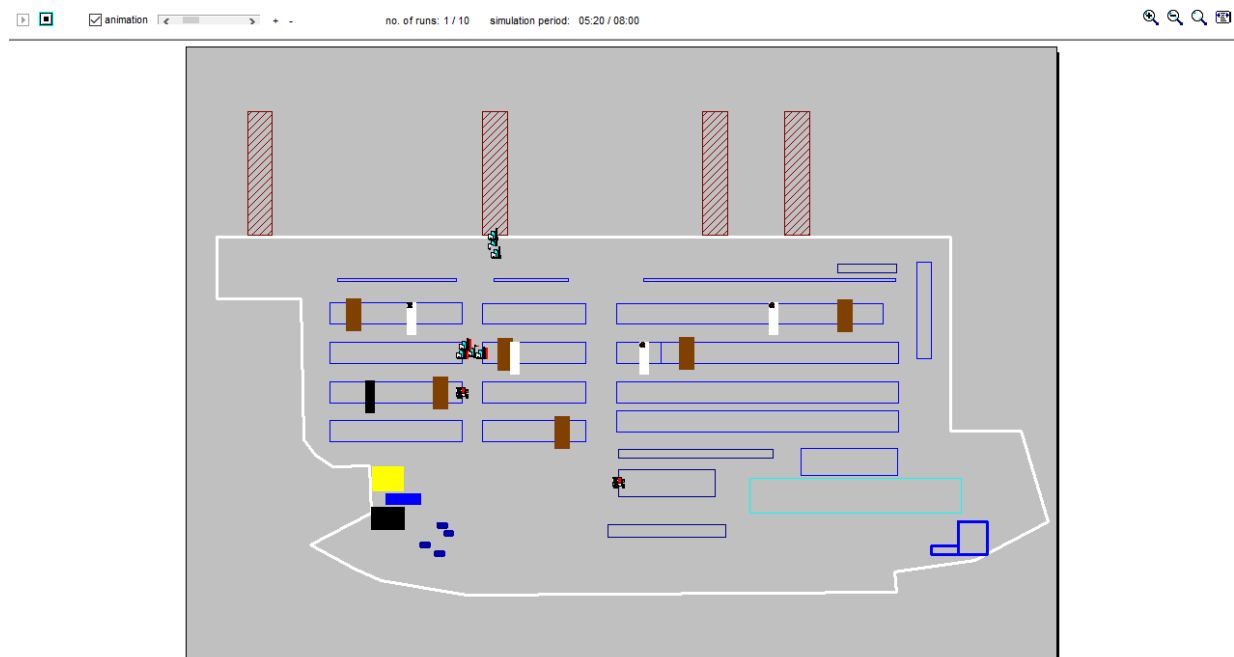 animation + - no. of runs: 1 / 10 simulation period: 05:20 / 08:00